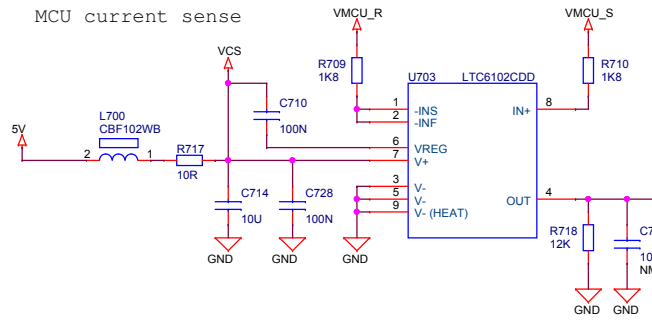 MCU current sense
VMCU_R
VMCU_S
VCS
R709
1K8
R710
1K8
U703
LTC6102CDD
L700
CBF102WB
C710
100N
1
-INS
2
-INF
IN+
8
5V
2
1
R717
10R
6
VREG
7
V+
C714
10U
C728
100N
3
V-
5
V-
9
V- (HEAT)
OUT
4
R718
12K
GND
GND
GND
GND
GND